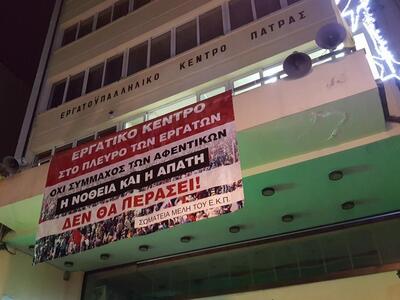 ΕΡΓΑΤΟΫΠΑΛΛΗΛΙΚΟ ΚΕΝΤΡΟ ΠΑΤΡΑΣ
ΕΡΓΑΤΙΚΟ ΚΕΝΤΡΟ
ΣΤΟ ΠΛΕΥΡΟ ΤΩΝ ΕΡΓΑΤΩΝ
ΟΧΙ ΣΥΜΜΑΧΟΣ ΤΩΝ ΑΦΕΝΤΙΚΩΝ
Η ΝΟΘΕΙΑ ΚΑΙ Η ΑΠΑΤΗ
ΔΕΝ ΘΑ ΠΕΡΑΣΕΙ!
ΣΩΜΑΤΕΙΑ ΜΕΛΗ ΤΟΥ Ε.Κ.Π.